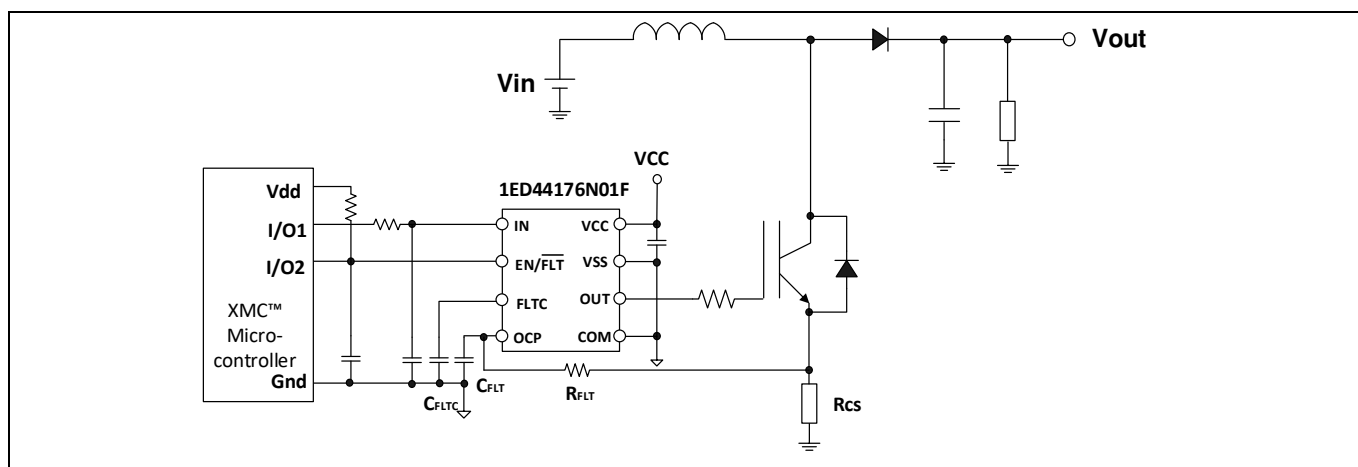 Vout
Vin
VCC
1ED44176N01F
Vdd
I/O1
I/O2
XMC™
Micro-
controller
Gnd
IN
EN/FLT
FLTC
OCP
VCC
VSS
OUT
COM
CFLTC
CFLT
RFLT
Rcs